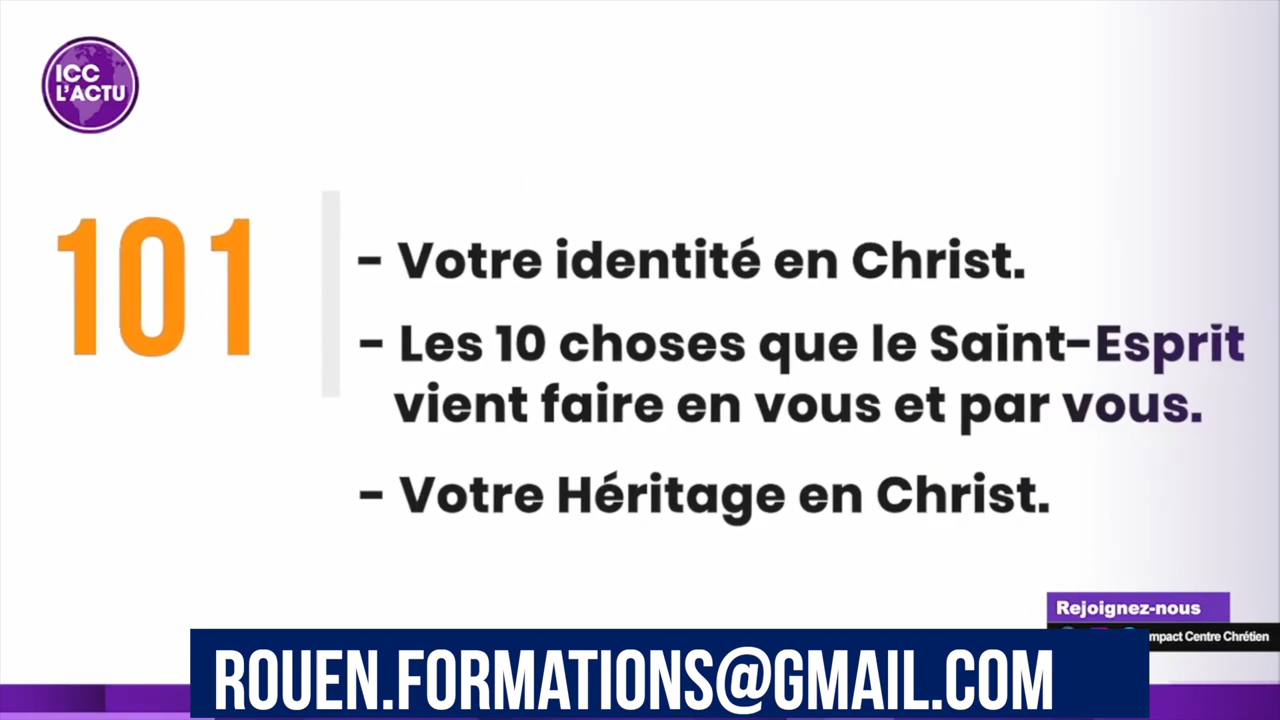 ICC
L'ACTU
101
- Votre identité en Christ.
- Les 10 choses que le Saint-Esprit
vient faire en vous et par vous.
- Votre Héritage en Christ.
Rejoignez-nous
mpact Centre Chrétien
ROUEN.FORMATIONS@GMAIL.COM